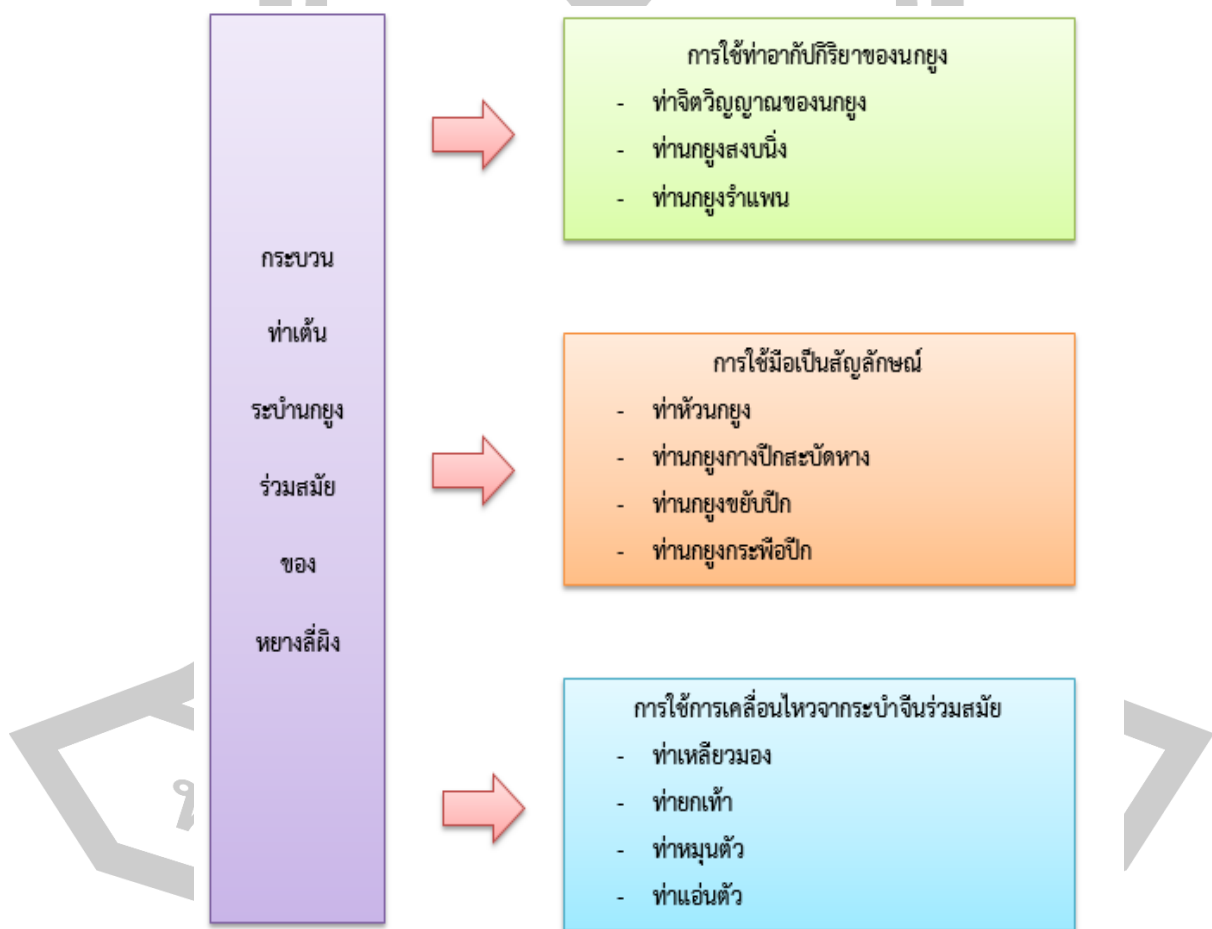 กระบวน
ท่าเต้น
ระบำนกยูง
ร่วมสมัย
ของ
หยางลี่ผิง
การใช้ท่าอากัปกิริยาของนกยูง
- ท่าจิตวิญญาณของนกยูง
- ท่านกยูงสงบนิ่ง
- ท่านกยูงรำแพน
การใช้มือเป็นสัญลักษณ์
- ท่าหัวนกยูง
- ท่านกยูงกางปีกสะบัดหาง
- ท่านกยูงขยับปีก
- ท่านกยูงกระพือปีก
การใช้การเคลื่อนไหวจากระบำจีนร่วมสมัย
- ท่าเหลียวมอง
- ท่ายกเท้า
- ท่าหมุนตัว
- ท่าแอ่นตัว